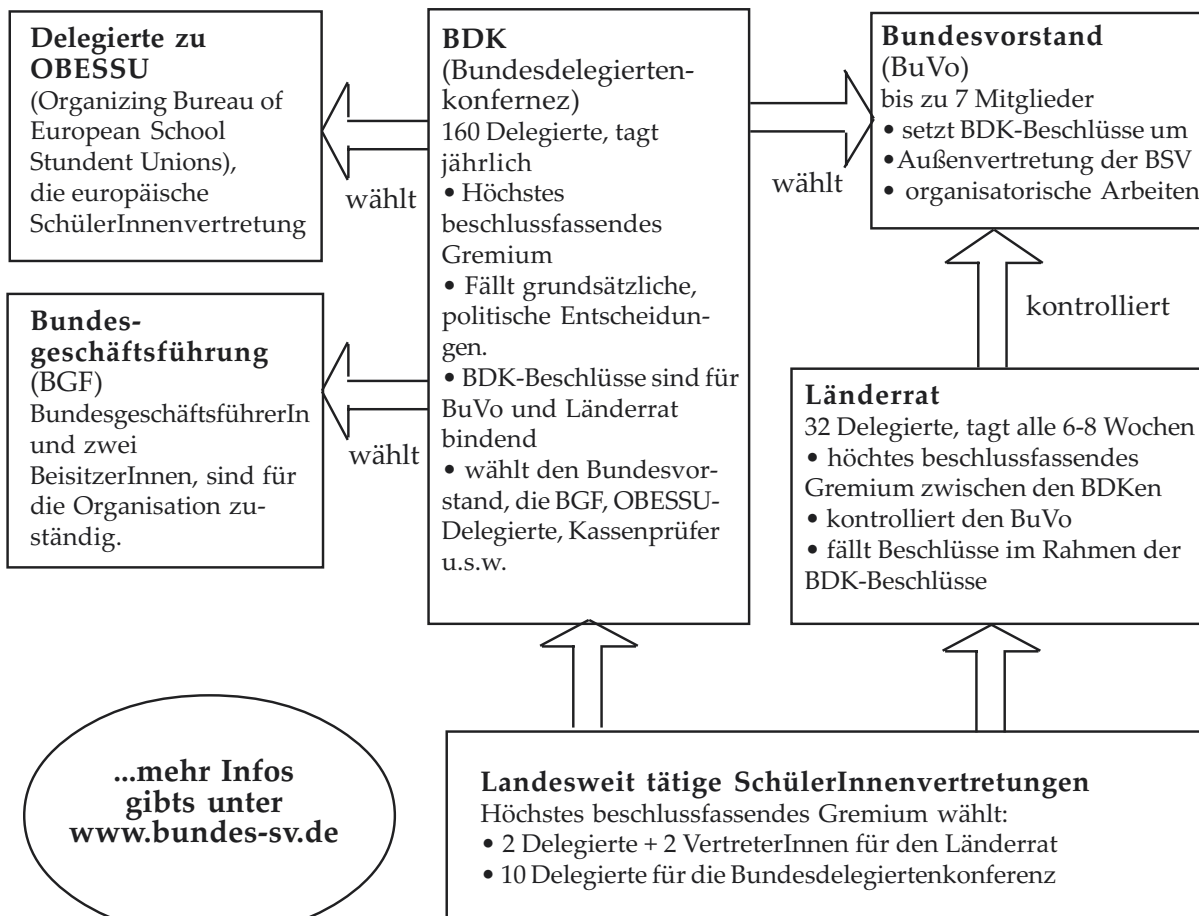 Delegierte zu
OBESSU
(Organizing Bureau of
European School
Stundent Unions),
die europäische
SchülerInnenvertretung
wählt
Bundes-
geschäftsführung
(BGF)
BundesgeschäftsführerIn
und zwei
BeisitzerInnen, sind für
die Organisation zu-
ständig.
wählt
BDK
(Bundesdelegierten-
konfernez)
160 Delegierte, tagt
jährlich
• Höchstes
beschlussfassendes
Gremium
• Fällt grundsätzliche,
politische Entscheidun-
gen.
• BDK-Beschlüsse sind für
BuVo und Länderrat
bindend
• wählt den Bundesvor-
stand, die BGF, OBESSU-
Delegierte, Kassenprüfer
u.s.w.
wählt
Bundesvorstand
(BuVo)
bis zu 7 Mitglieder
• setzt BDK-Beschlüsse um
•Außenvertretung der BSV
• organisatorische Arbeiten
kontrolliert
Länderrat
32 Delegierte, tagt alle 6-8 Wochen
• höchtes beschlussfassendes
Gremium zwischen den BDKen
• kontrolliert den BuVo
• fällt Beschlüsse im Rahmen der
BDK-Beschlüsse
...mehr Infos
gibts unter
www.bundes-sv.de
Landesweit tätige SchülerInnenvertretungen
Höchstes beschlussfassendes Gremium wählt:
• 2 Delegierte + 2 VertreterInnen für den Länderrat
• 10 Delegierte für die Bundesdelegiertenkonferenz